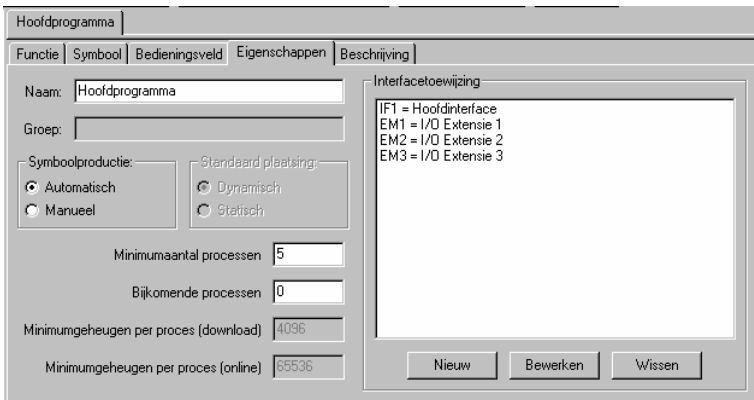 Hoofdprogramma
Functie Symbool Bedieningsveld Eigenschappen Beschrijving
Naam: Hoofdprogramma
Groep:
Symboolproductie:
Automatisch
Manueel
Standaard plaatsing:
Dynamisch
Statisch
Minimumaantal processen 5
Bijkomende processen 0
Minimumgeheugen per proces (download) 4096
Minimumgeheugen per proces (online) 65536
Interfacetoewijzing
IF1 = Hoofdinterface
EM1 = I/O Extensie 1
EM2 = I/O Extensie 2
EM3 = I/O Extensie 3
Nieuw Bewerken Wissen